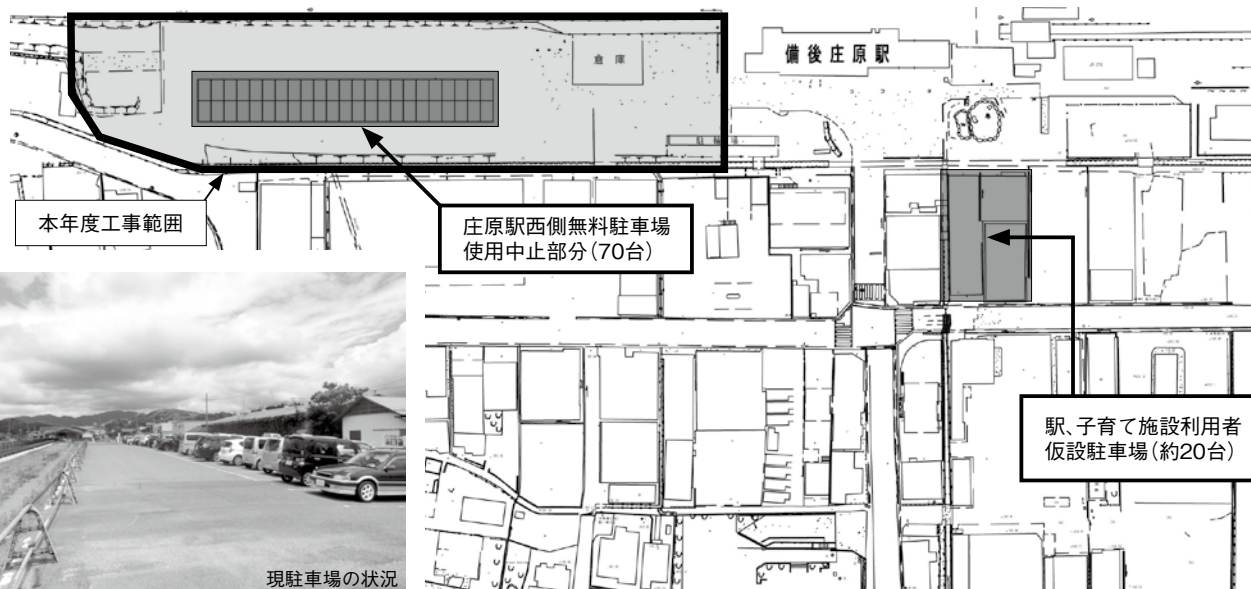 備後庄原駅
倉庫
駐輪場
本年度工事範囲
庄原駅西側無料駐車場
使用中止部分(70台)
駅、子育て施設利用者
仮設駐車場(約20台)
現駐車場の状況